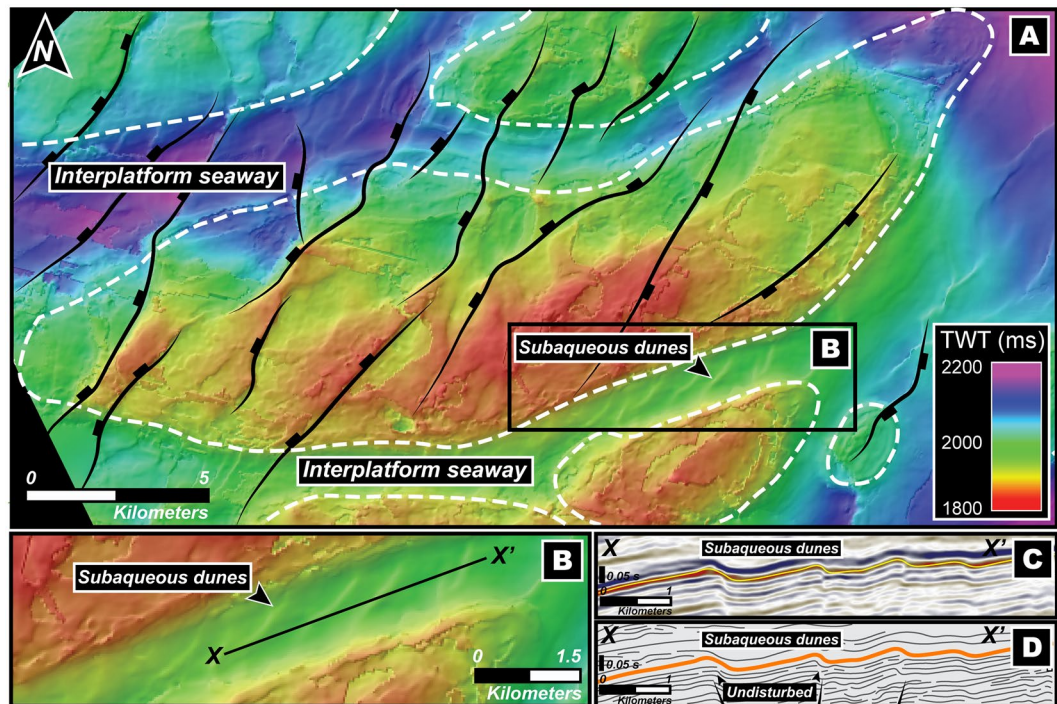 N
A
Interplatform seaway
Subaqueous dunes
B
TWT (ms)
2200
2000
1800
Interplatform seaway
0 5
Kilometers
B
Subaqueous dunes
X
X'
0 1.5
Kilometers
X Subaqueous dunes X' C
0.05 s
0 1
Kilometers
X Subaqueous dunes X' D
0.05 s
0 1
Kilometers
Undisturbed